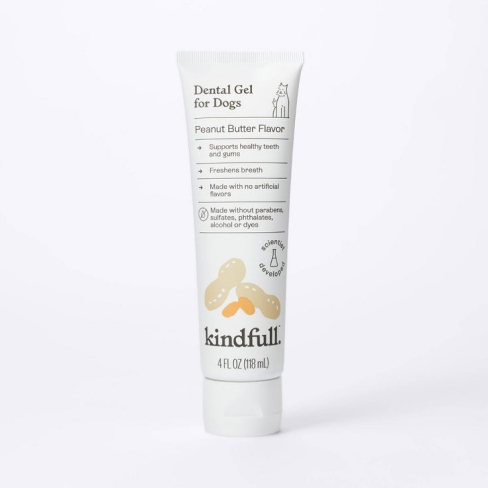 Dental Gel
for Dogs
Peanut Butter Flavor
Supports healthy teeth
and gums
Freshens breath
Made with no artificial
flavors
Made without parabens,
sulfates, phthalates,
alcohol or dyes
scientist
developed
kindfull.
4 FL OZ (118 mL)